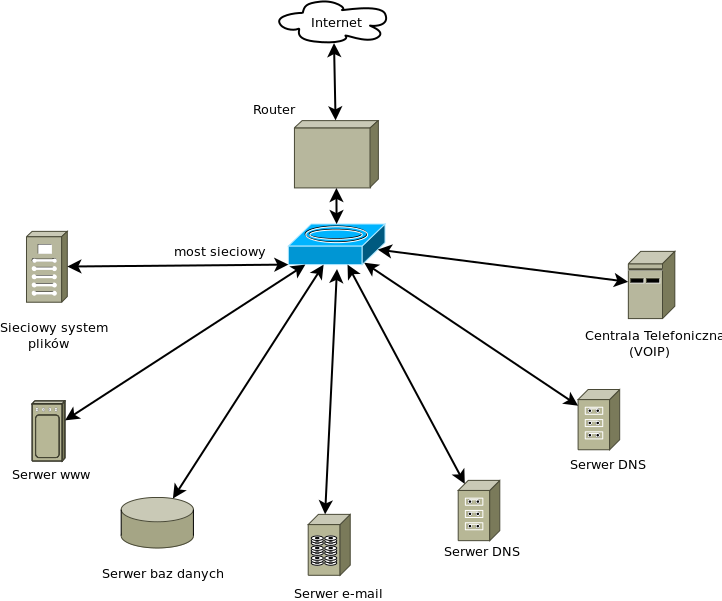 Internet
Router
most sieciowy
Sieciowy system
plików
Centrala Telefoniczna
(VOIP)
Serwer www
Serwer DNS
Serwer DNS
Serwer baz danych
Serwer e-mail